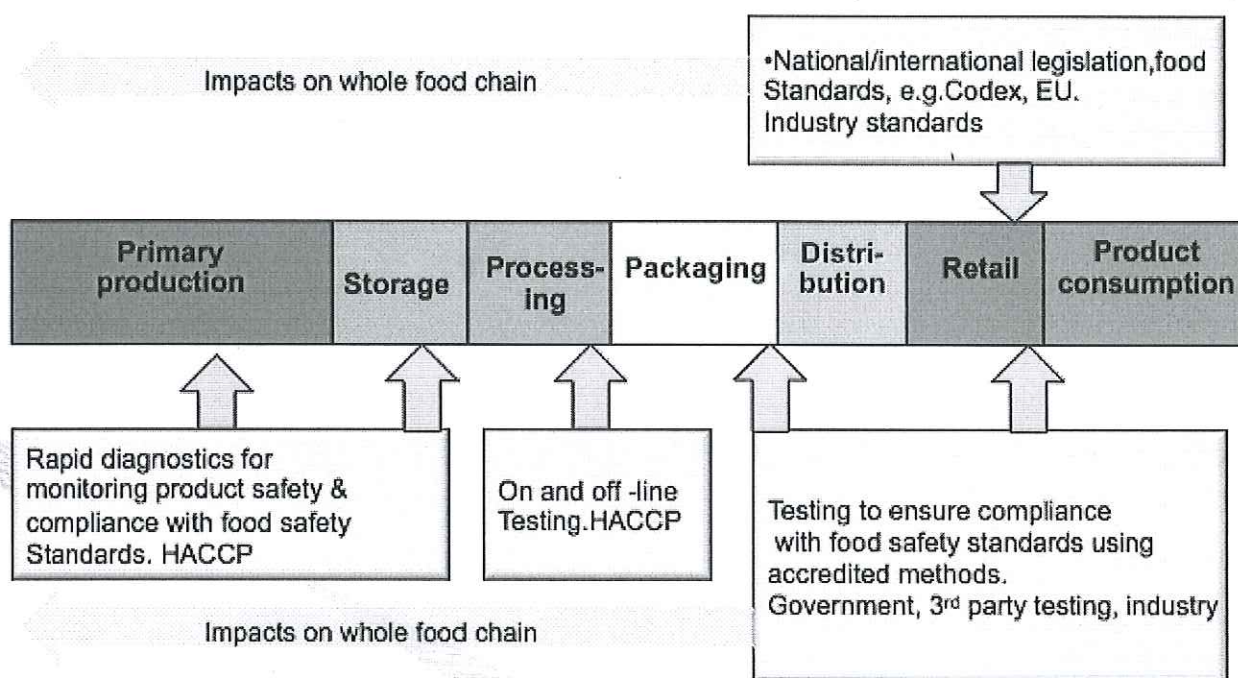 Impacts on whole food chain
•National/international legislation,food
Standards, e.g.Codex, EU.
Industry standards
Primary
production
Storage
Process-
ing
Packaging
Distri-
bution
Retail
Product
consumption
Rapid diagnostics for
monitoring product safety &
compliance with food safety
Standards. HACCP
On and off -line
Testing.HACCP
Testing to ensure compliance
with food safety standards using
accredited methods.
Government, 3rd party testing, industry
Impacts on whole food chain